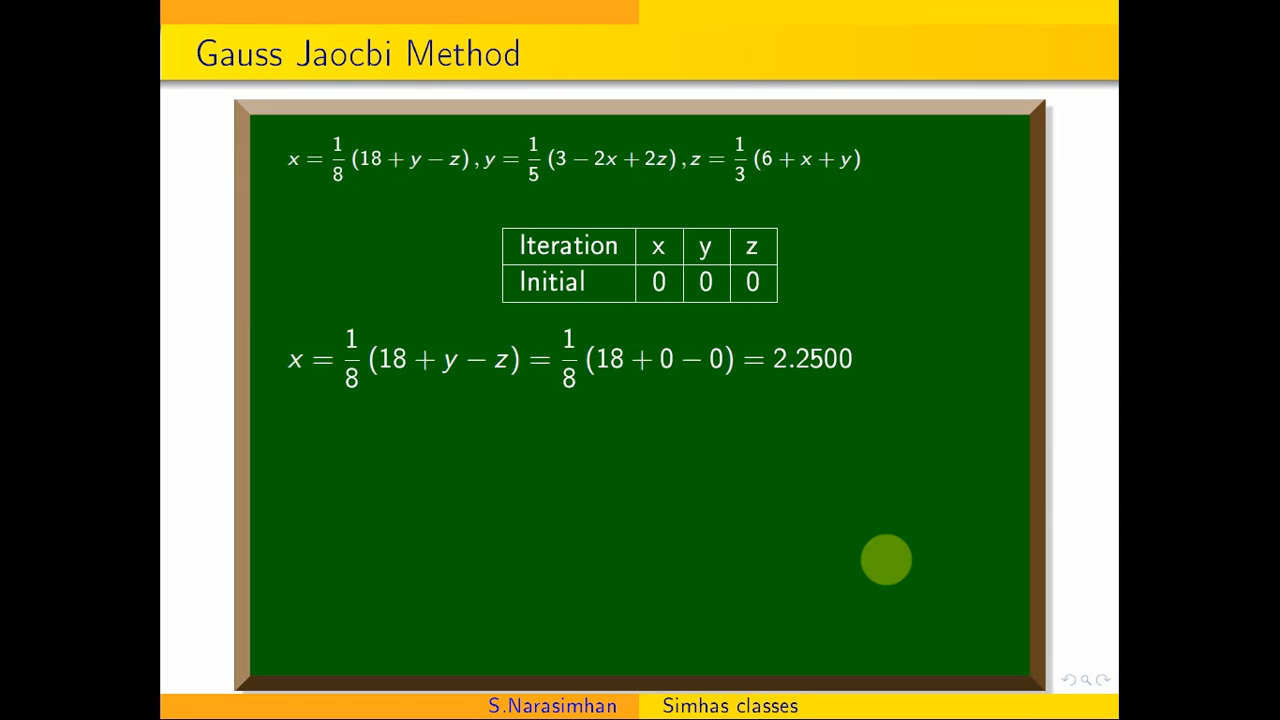 Gauss Jaocbi Method
x = 1/8 (18 + y − z) , y = 1/5 (3 − 2x + 2z) , z = 1/3 (6 + x + y)
Iteration x y z
Initial 0 0 0
x = 1/8 (18 + y − z) = 1/8 (18 + 0 − 0) = 2.2500
S.Narasimhan Simhas classes